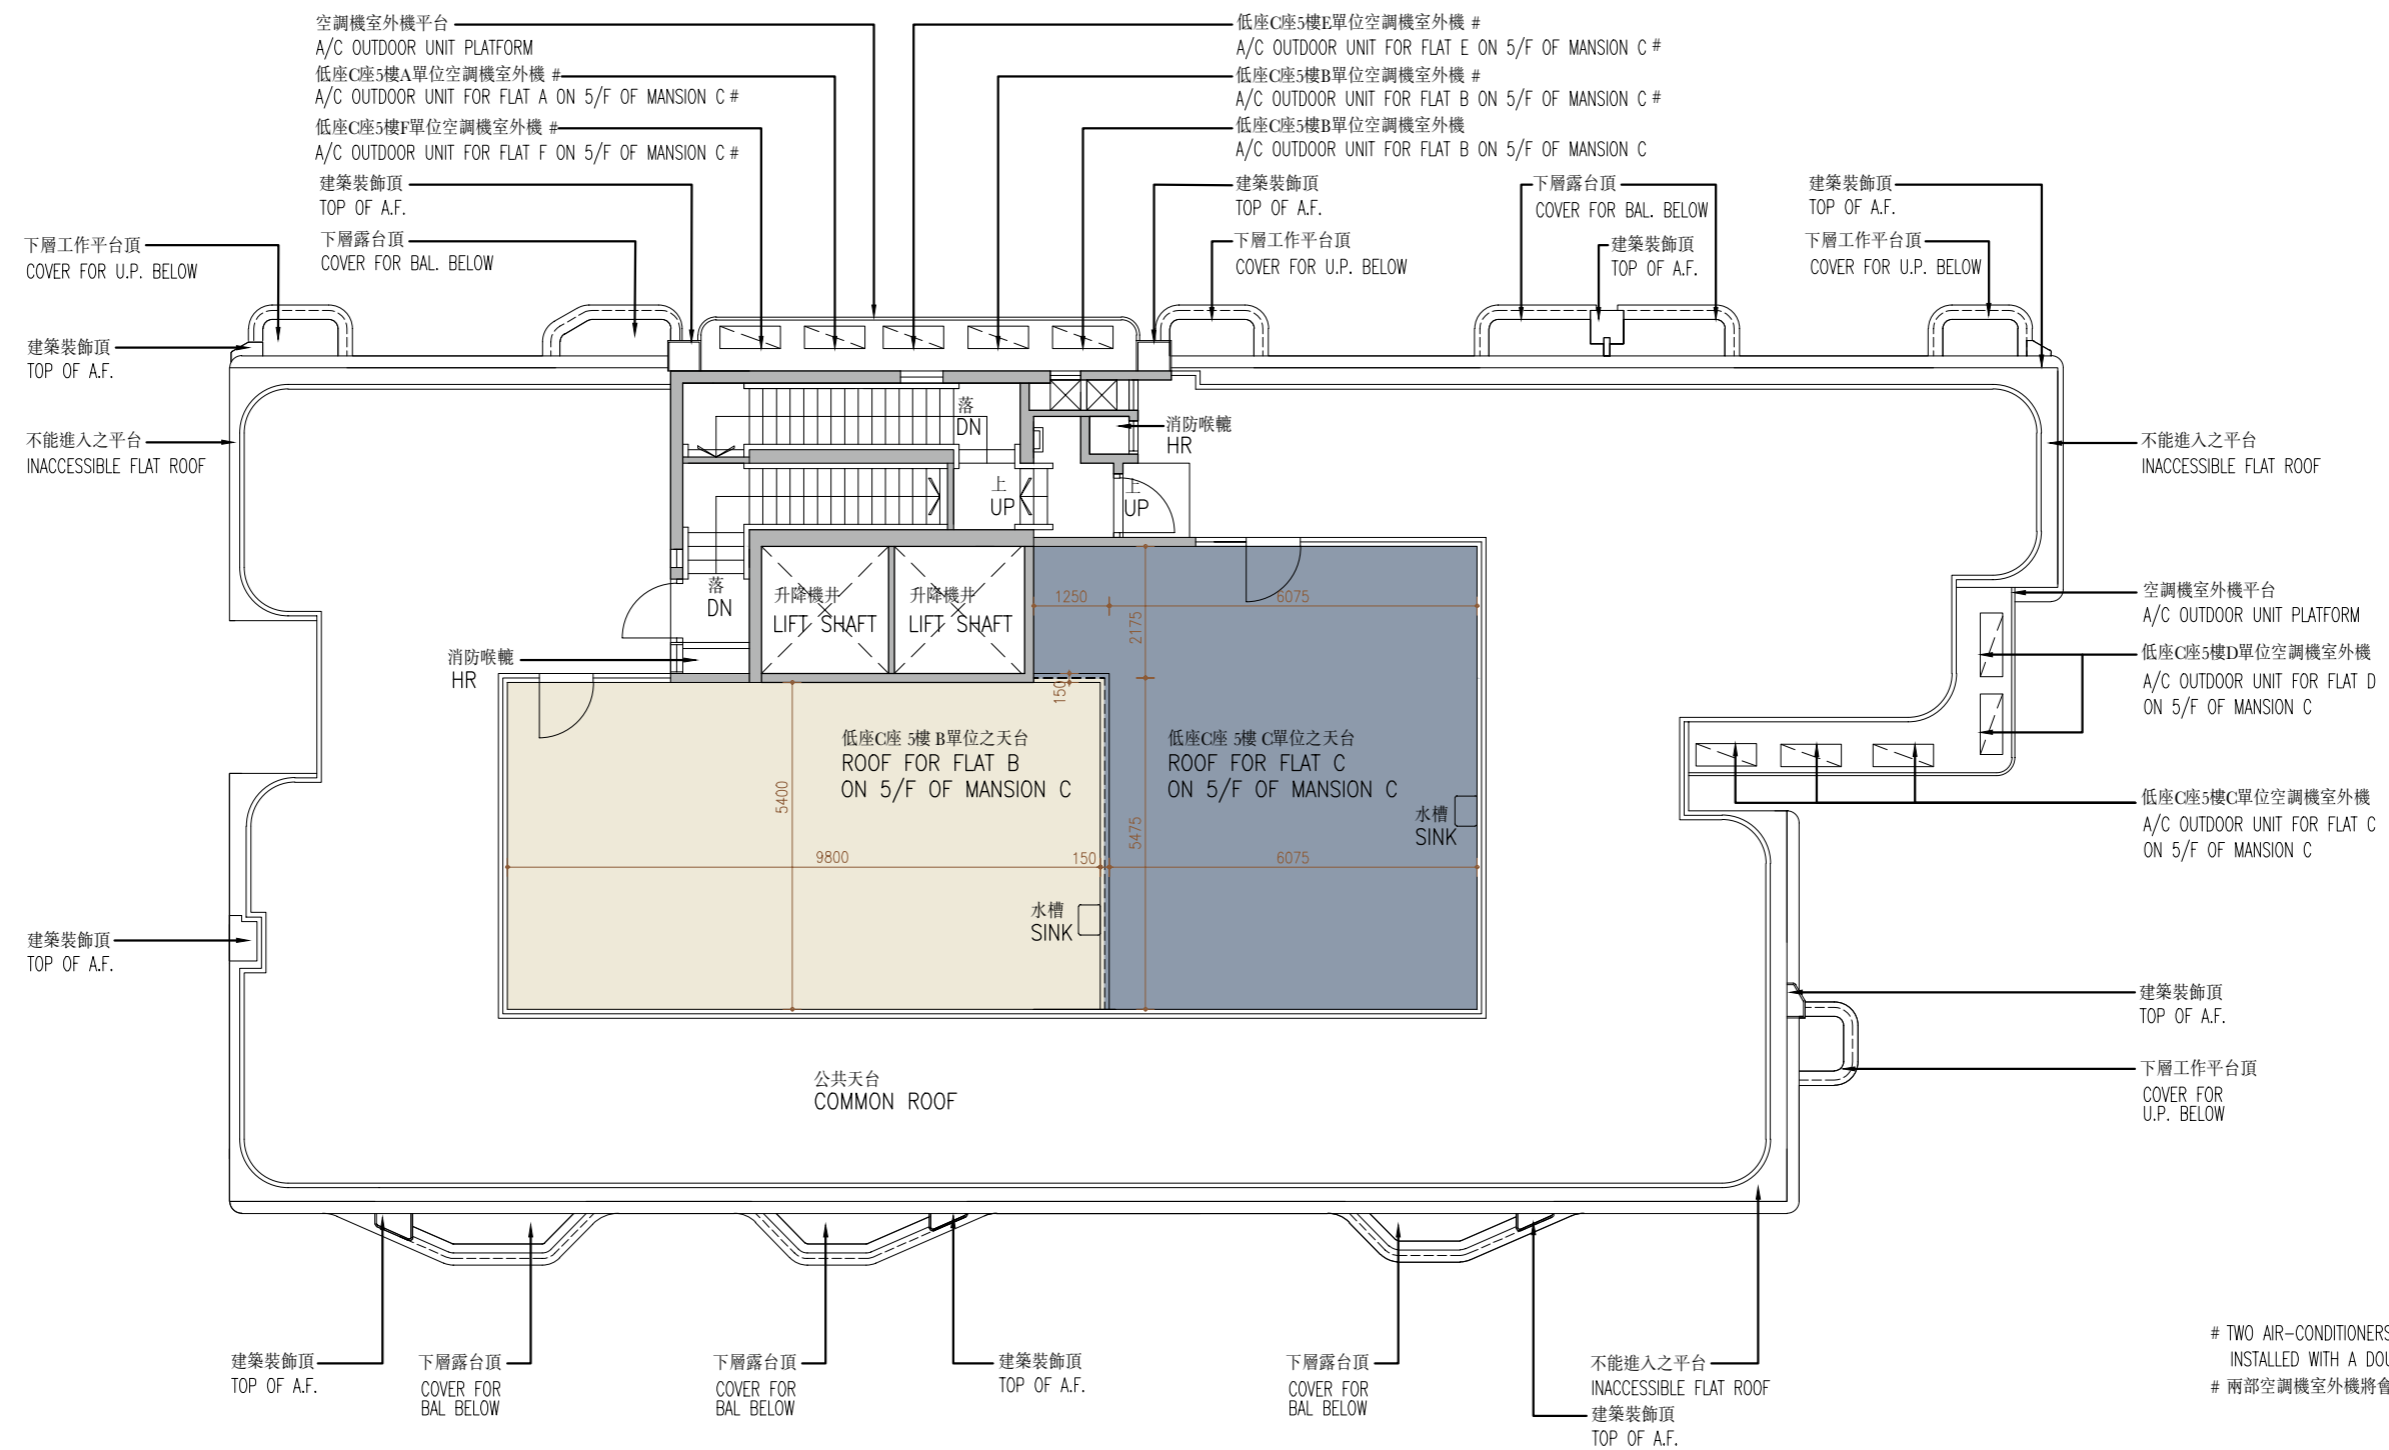 空調機室外機平台
A/C OUTDOOR UNIT PLATFORM
低座C座5樓A單位空調機室外機 #
A/C OUTDOOR UNIT FOR FLAT A ON 5/F OF MANSION C #
低座C座5樓F單位空調機室外機 #
A/C OUTDOOR UNIT FOR FLAT F ON 5/F OF MANSION C #
建築裝飾頂
TOP OF A.F.
下層露台頂
COVER FOR BAL. BELOW
低座C座5樓E單位空調機室外機 #
A/C OUTDOOR UNIT FOR FLAT E ON 5/F OF MANSION C #
低座C座5樓B單位空調機室外機 #
A/C OUTDOOR UNIT FOR FLAT B ON 5/F OF MANSION C #
低座C座5樓B單位空調機室外機
A/C OUTDOOR UNIT FOR FLAT B ON 5/F OF MANSION C
建築裝飾頂
TOP OF A.F.
下層工作平台頂
COVER FOR U.P. BELOW
下層露台頂
COVER FOR BAL. BELOW
建築裝飾頂
TOP OF A.F.
建築裝飾頂
TOP OF A.F.
下層工作平台頂
COVER FOR U.P. BELOW
下層工作平台頂
COVER FOR U.P. BELOW
建築裝飾頂
TOP OF A.F.
不能進入之平台
INACCESSIBLE FLAT ROOF
落
DN
消防喉轆
HR
上
UP
上
UP
不能進入之平台
INACCESSIBLE FLAT ROOF
落
DN
升降機井
LIFT SHAFT
升降機井
LIFT SHAFT
消防喉轆
HR
1250
6075
2175
150
空調機室外機平台
A/C OUTDOOR UNIT PLATFORM
低座C座5樓D單位空調機室外機
A/C OUTDOOR UNIT FOR FLAT D
ON 5/F OF MANSION C
低座C座 5樓 B單位之天台
ROOF FOR FLAT B
ON 5/F OF MANSION C
低座C座 5樓 C單位之天台
ROOF FOR FLAT C
ON 5/F OF MANSION C
5400
5475
水槽
SINK
9800
150
6075
水槽
SINK
低座C座5樓C單位空調機室外機
A/C OUTDOOR UNIT FOR FLAT C
ON 5/F OF MANSION C
建築裝飾頂
TOP OF A.F.
建築裝飾頂
TOP OF A.F.
下層工作平台頂
COVER FOR
U.P. BELOW
公共天台
COMMON ROOF
建築裝飾頂
TOP OF A.F.
下層露台頂
COVER FOR
BAL BELOW
下層露台頂
COVER FOR
BAL BELOW
建築裝飾頂
TOP OF A.F.
下層露台頂
COVER FOR
BAL BELOW
不能進入之平台
INACCESSIBLE FLAT ROOF
建築裝飾頂
TOP OF A.F.
# TWO AIR-CONDITIONERS
INSTALLED WITH A DOU
# 兩部空調機室外機將會